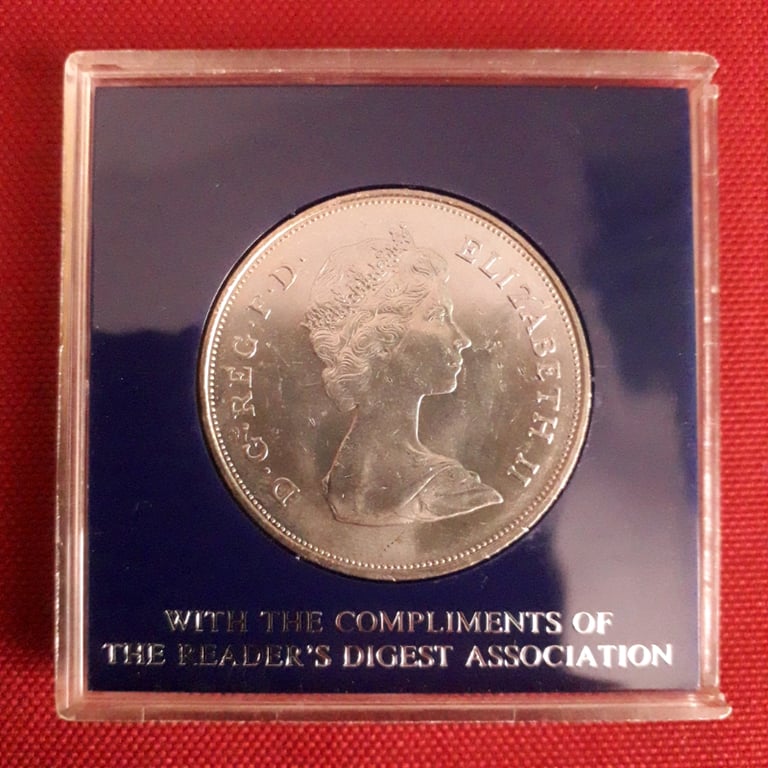 D·G·REG·F·D· ELIZABETH·II
WITH THE COMPLIMENTS OF
THE READER'S DIGEST ASSOCIATION